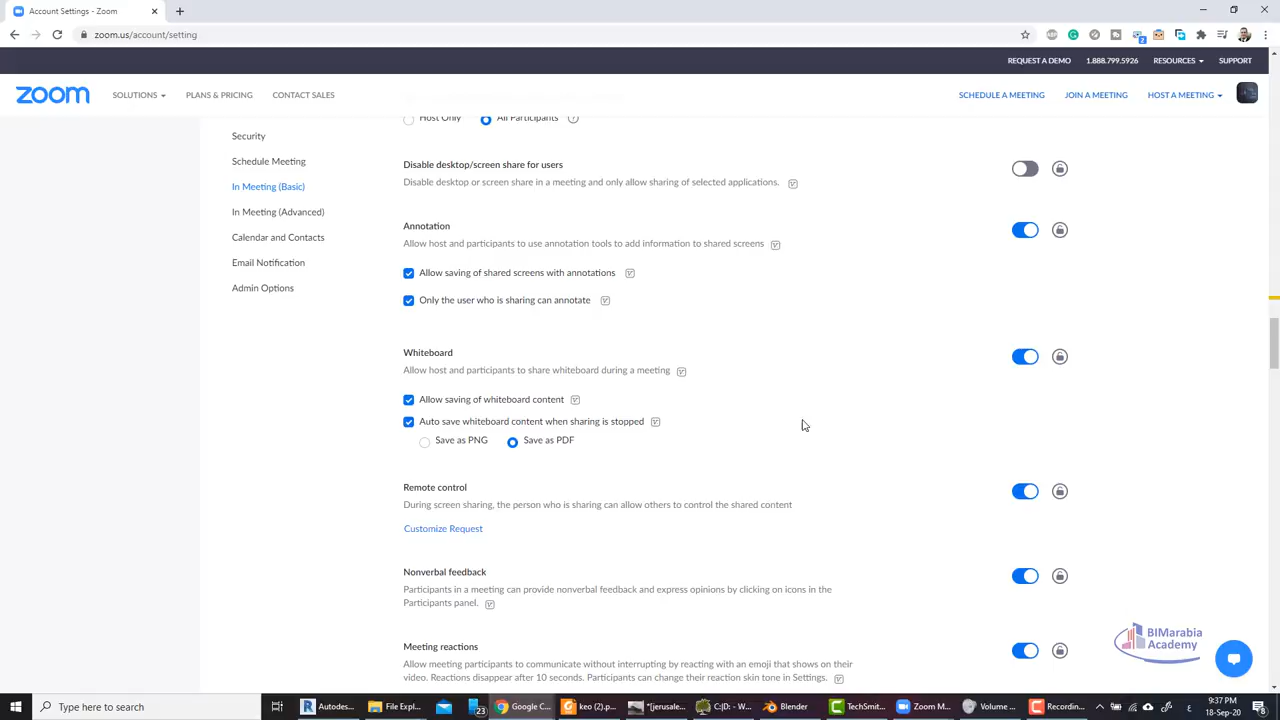 Account Settings - Zoom
zoom.us/account/setting
REQUEST A DEMO 1.888.799.5926 RESOURCES SUPPORT
zoom SOLUTIONS PLANS & PRICING CONTACT SALES SCHEDULE A MEETING JOIN A MEETING HOST A MEETING
Host Only All Participants
Security
Schedule Meeting
In Meeting (Basic)
In Meeting (Advanced)
Calendar and Contacts
Email Notification
Admin Options
Disable desktop/screen share for users
Disable desktop or screen share in a meeting and only allow sharing of selected applications.
Annotation
Allow host and participants to use annotation tools to add information to shared screens
Allow saving of shared screens with annotations
Only the user who is sharing can annotate
Whiteboard
Allow host and participants to share whiteboard during a meeting
Allow saving of whiteboard content
Auto save whiteboard content when sharing is stopped
Save as PNG Save as PDF
Remote control
During screen sharing, the person who is sharing can allow others to control the shared content
Customize Request
Nonverbal feedback
Participants in a meeting can provide nonverbal feedback and express opinions by clicking on icons in the
Participants panel.
Meeting reactions
Allow meeting participants to communicate without interrupting by reacting with an emoji that shows on their
video. Reactions disappear after 10 seconds. Participants can change their reaction skin tone in Settings.
BIMarabia
Academy
Type here to search
Autodes... File Expl... 23 Google C... keo (2).p... *[jerusale... C:JD: - W... Blender TechSmit... Zoom M... Volume ... Recordin...
9:37 PM
18-Sep-20